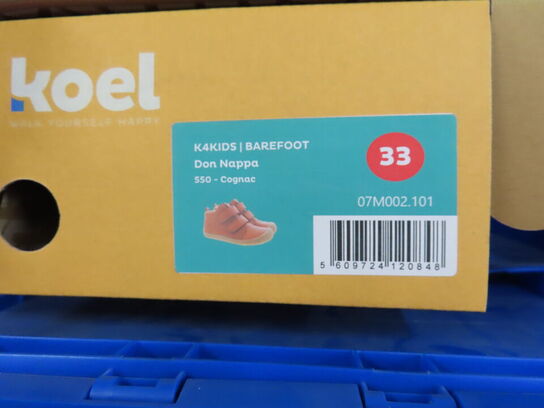 koel
WALK YOURSELF HAPPY
K4KIDS | BAREFOOT
Don Nappa
550 - Cognac
33
07M002.101
5 609724 120848